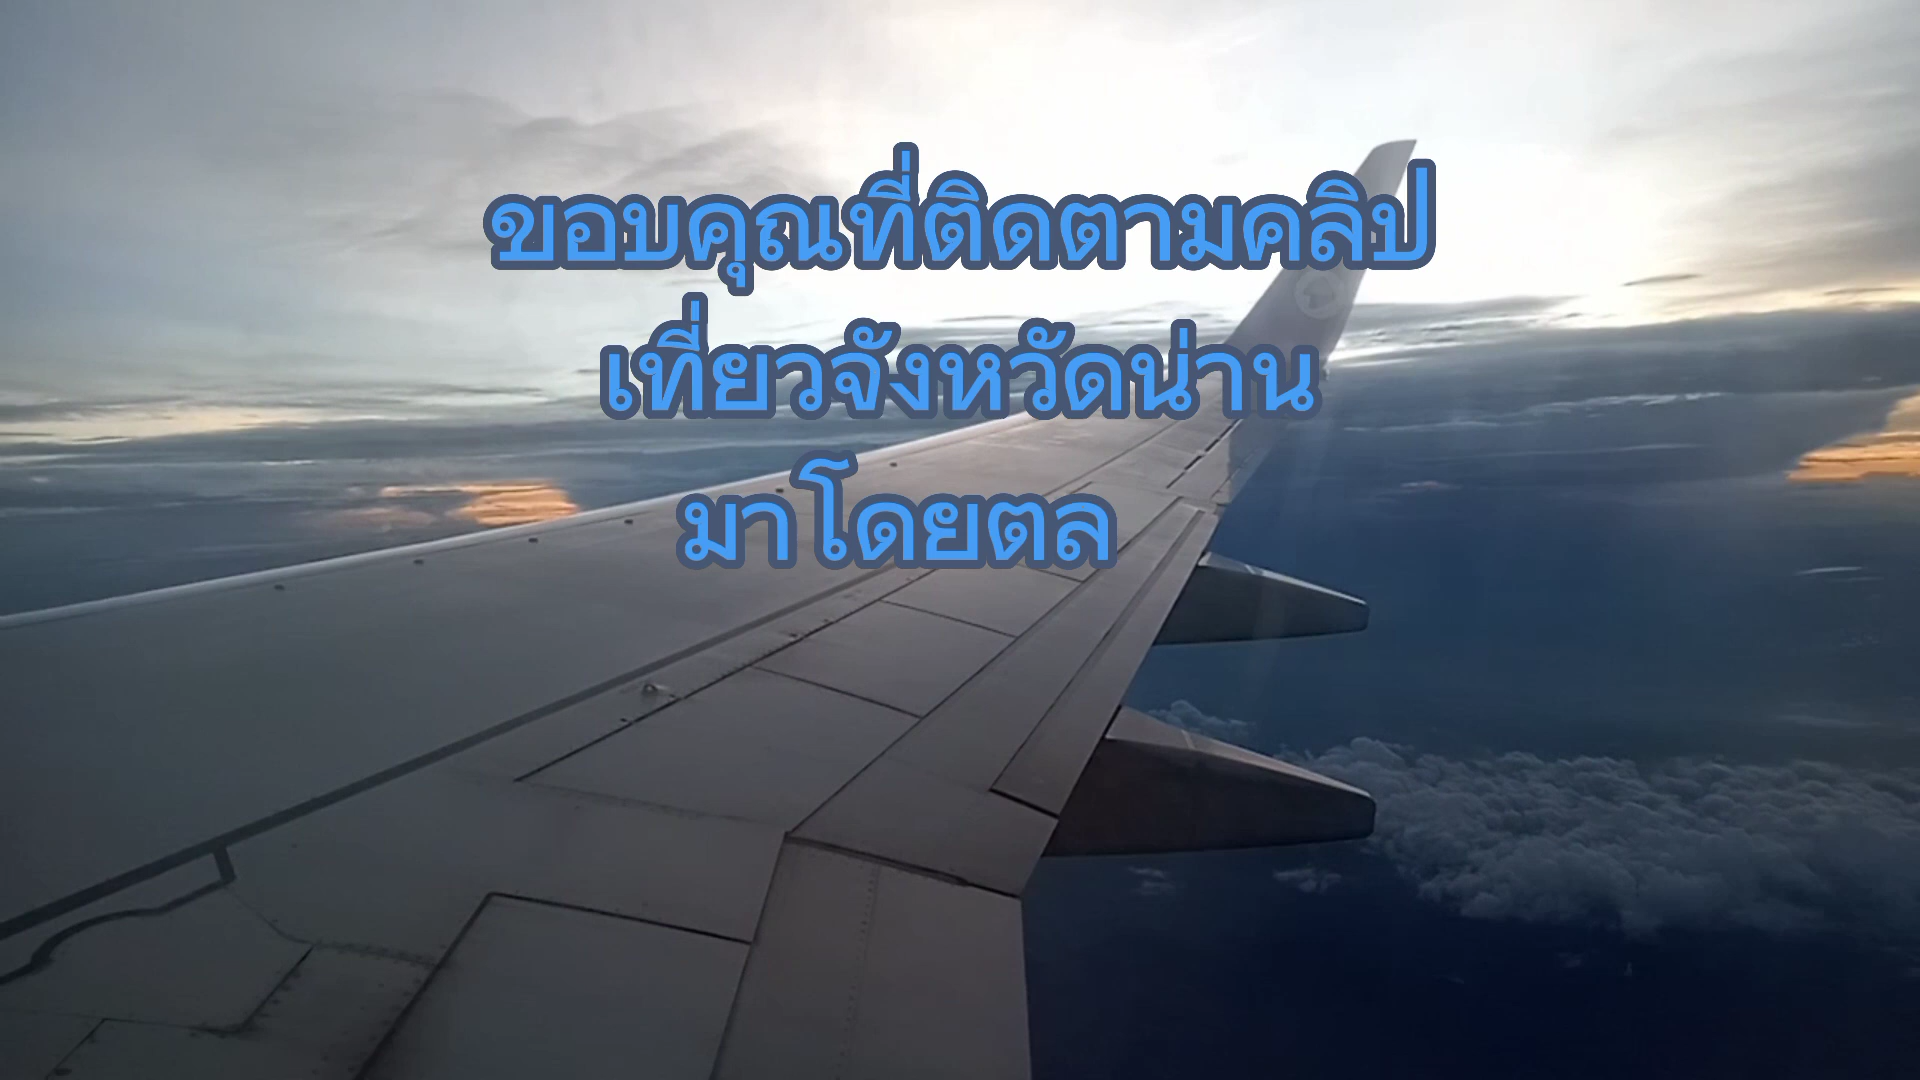 ขอบคุณที่ติดตามคลิป
เที่ยวจังหวัดน่าน
มาโดยตล